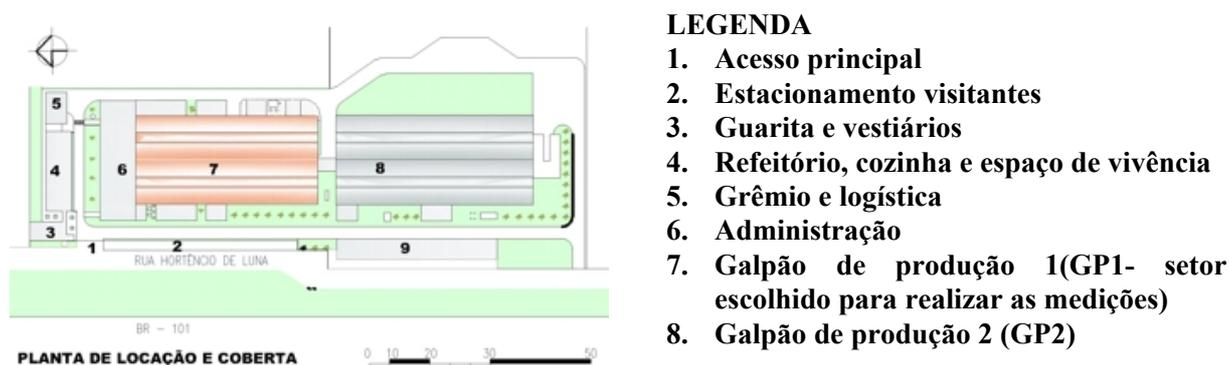 5
4
6
7
8
3
1
2
9
RUA HORTÊNCIO DE LUNA
BR - 101
PLANTA DE LOCAÇÃO E COBERTA
0 10 20 30 50
LEGENDA
1. Acesso principal
2. Estacionamento visitantes
3. Guarita e vestiários
4. Refeitório, cozinha e espaço de vivência
5. Grêmio e logística
6. Administração
7. Galpão de produção 1(GP1- setor
escolhido para realizar as medições)
8. Galpão de produção 2 (GP2)